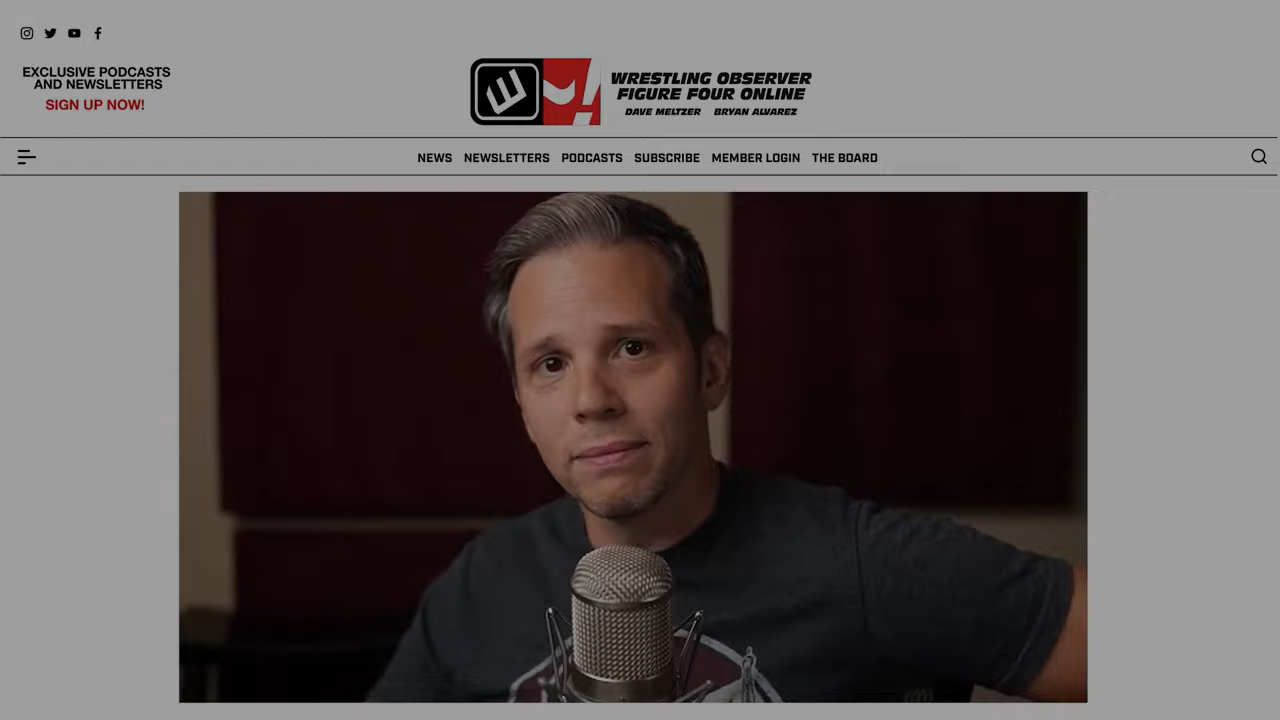 EXCLUSIVE PODCASTS
AND NEWSLETTERS
SIGN UP NOW!
WRESTLING OBSERVER
FIGURE FOUR ONLINE
DAVE MELTZER BRYAN ALVAREZ
NEWS NEWSLETTERS PODCASTS SUBSCRIBE MEMBER LOGIN THE BOARD